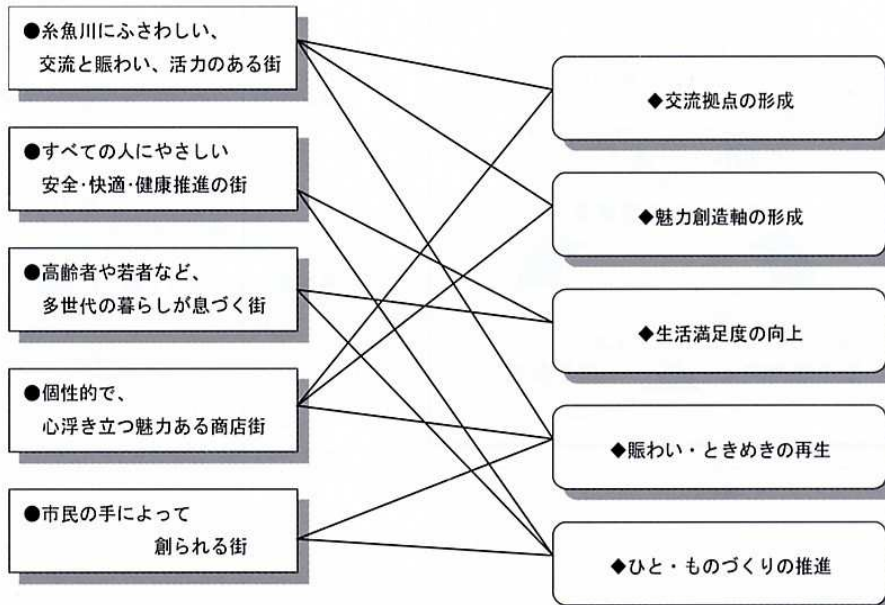 ●糸魚川にふさわしい、
交流と賑わい、活力のある街
●すべての人にやさしい
安全・快適・健康推進の街
●高齢者や若者など、
多世代の暮らしが息づく街
●個性的で、
心浮き立つ魅力ある商店街
●市民の手によって
創られる街
◆交流拠点の形成
◆魅力創造軸の形成
◆生活満足度の向上
◆賑わい・ときめきの再生
◆ひと・ものづくりの推進